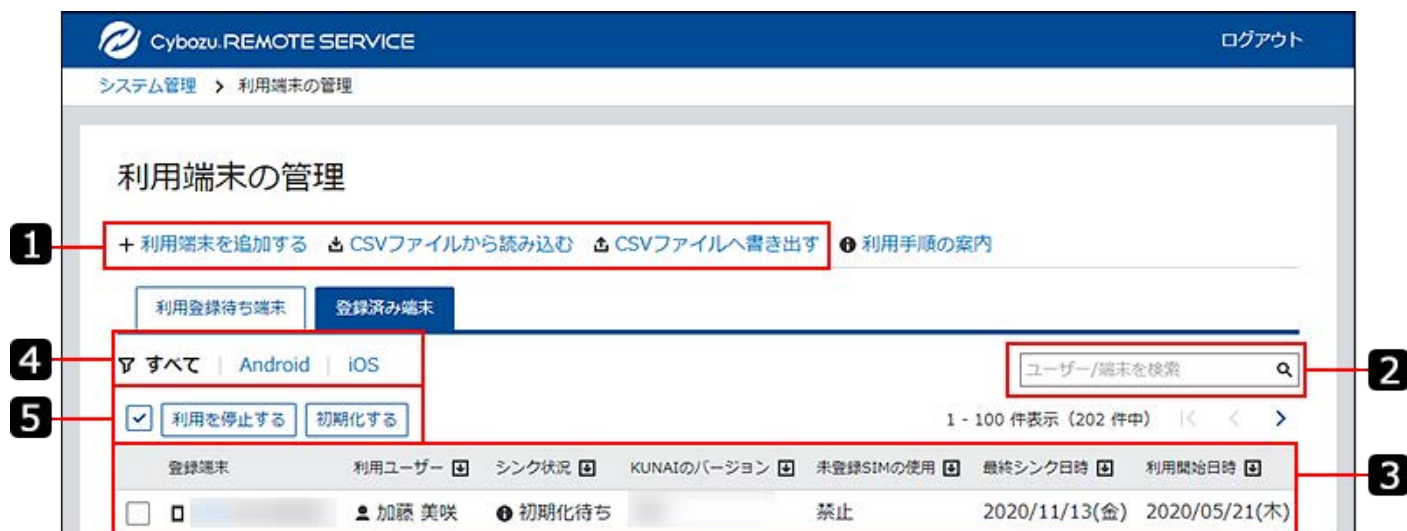 Cybozu.REMOTE SERVICE ログアウト
システム管理 > 利用端末の管理
利用端末の管理
1 + 利用端末を追加する CSVファイルから読み込む CSVファイルへ書き出す 利用手順の案内
利用登録待ち端末 登録済み端末
4 すべて | Android | iOS ユーザー/端末を検索 2
5 利用を停止する 初期化する 1 - 100 件表示（202 件中）
登録端末 利用ユーザー シンク状況 KUNAIのバージョン 未登録SIMの使用 最終シンク日時 利用開始日時 3
加藤 美咲 初期化待ち 禁止 2020/11/13(金) 2020/05/21(木)